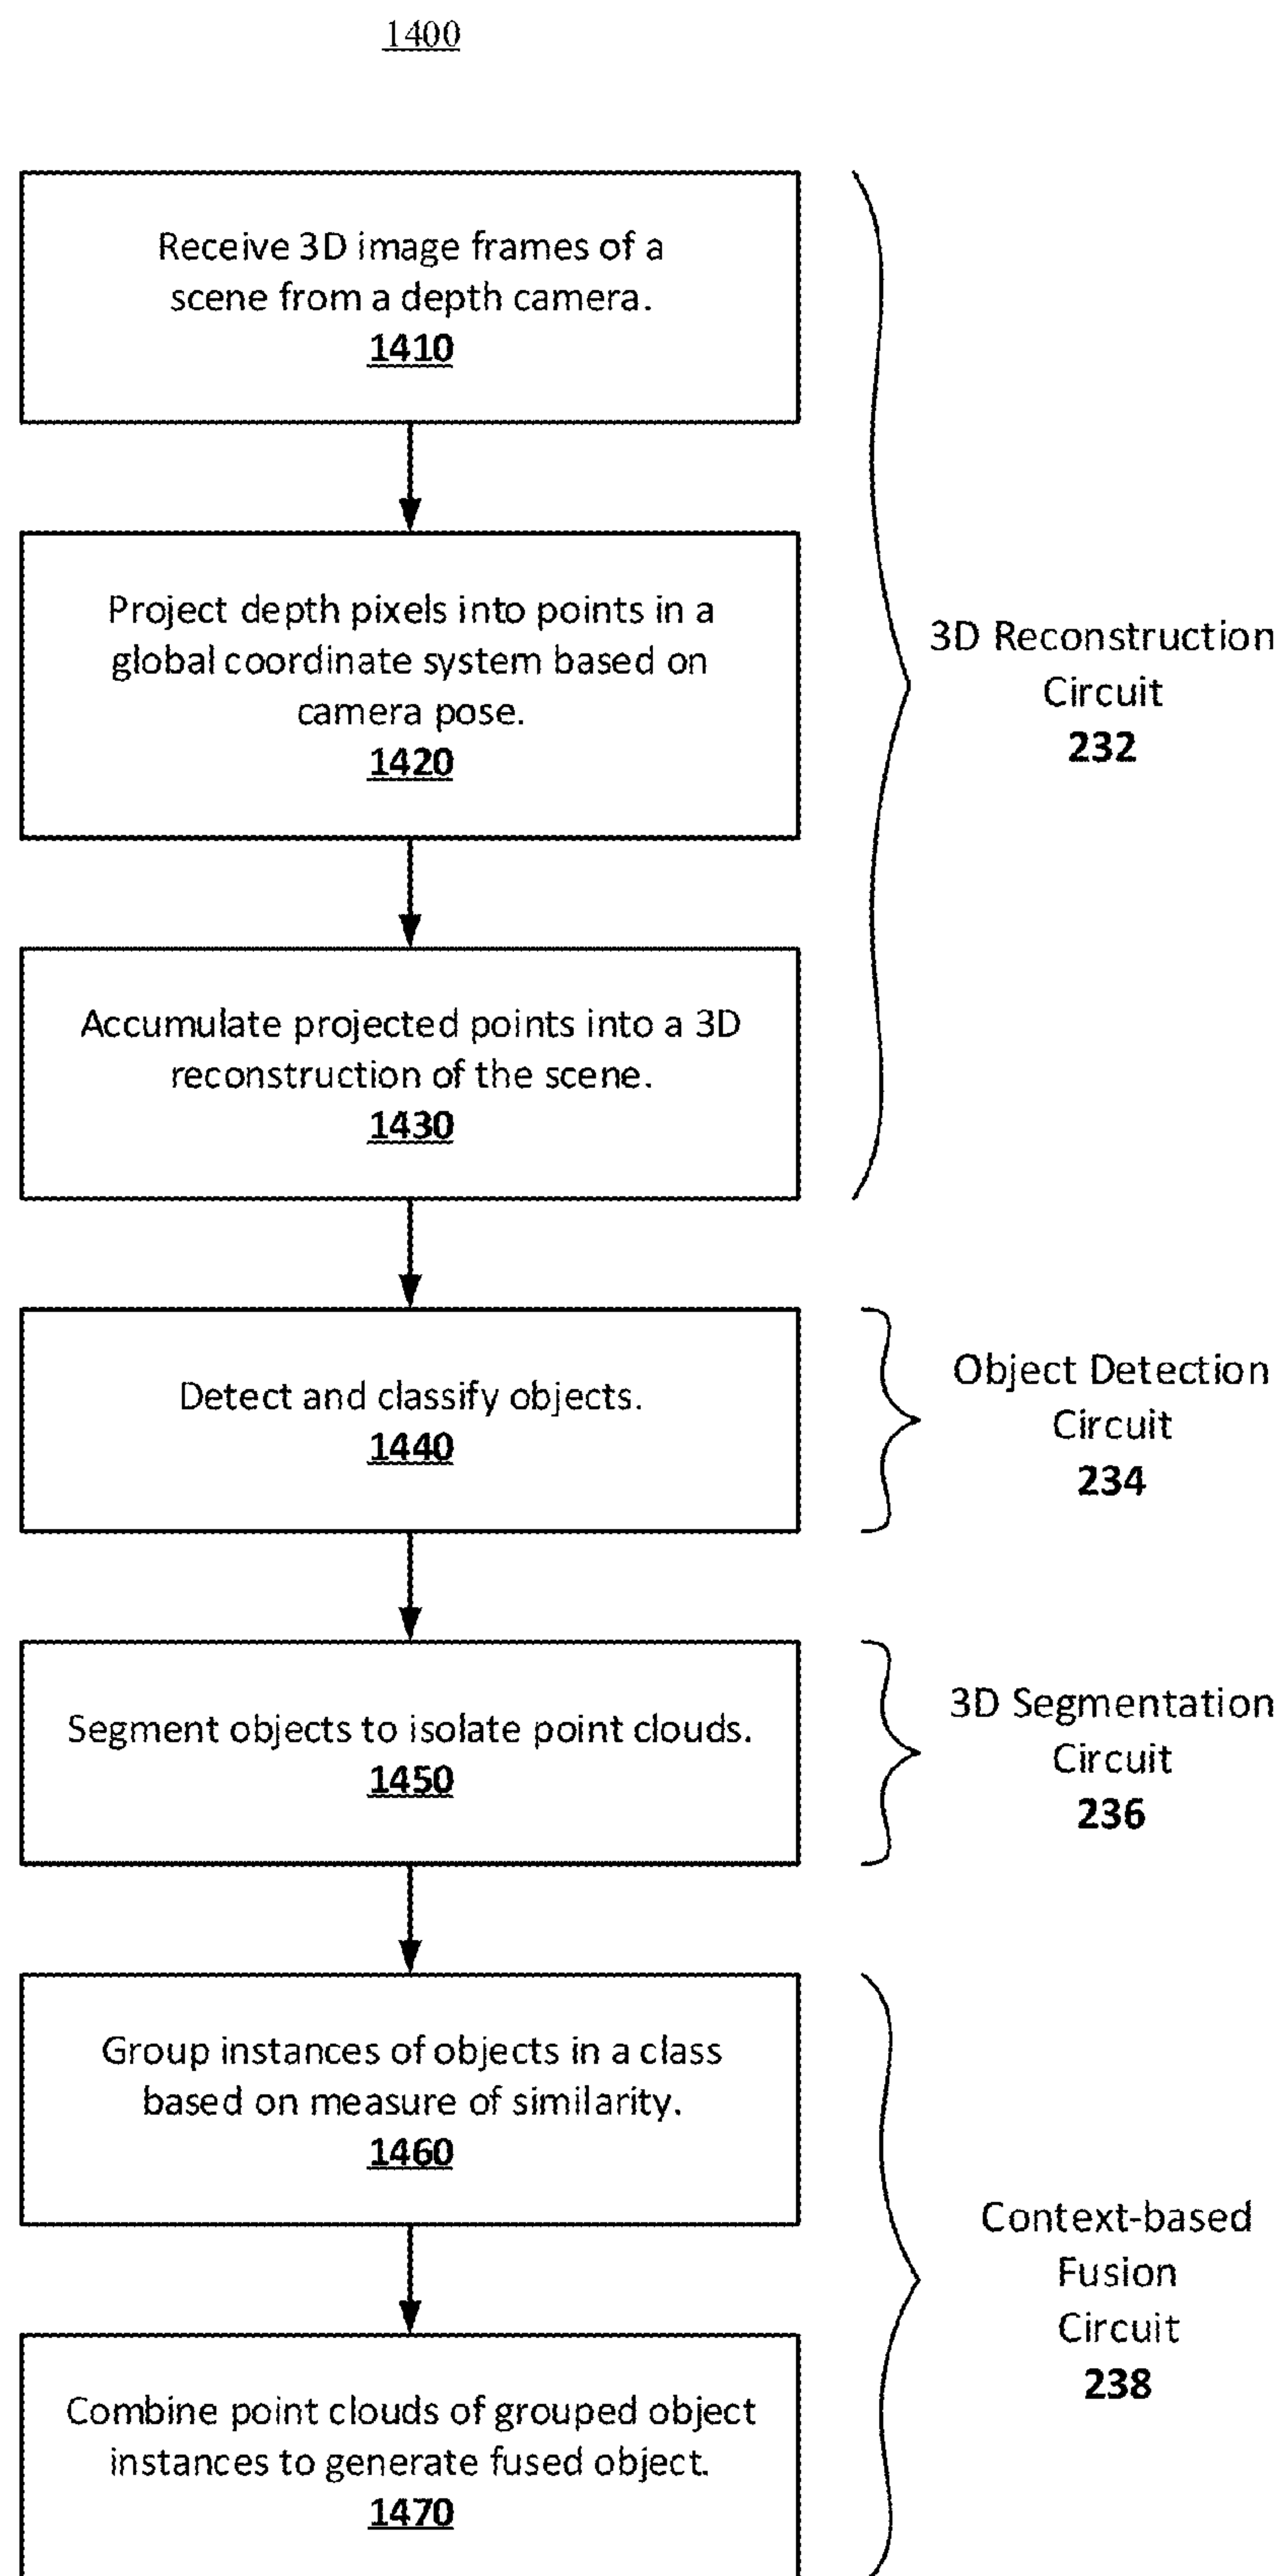 1400
Receive 3D image frames of a
scene from a depth camera.
1410
Project depth pixels into points in a
global coordinate system based on
camera pose.
1420
Accumulate projected points into a 3D
reconstruction of the scene.
1430
3D Reconstruction
Circuit
232
Detect and classify objects.
1440
Object Detection
Circuit
234
Segment objects to isolate point clouds.
1450
3D Segmentation
Circuit
236
Group instances of objects in a class
based on measure of similarity.
1460
Combine point clouds of grouped object
instances to generate fused object.
1470
Context-based
Fusion
Circuit
238